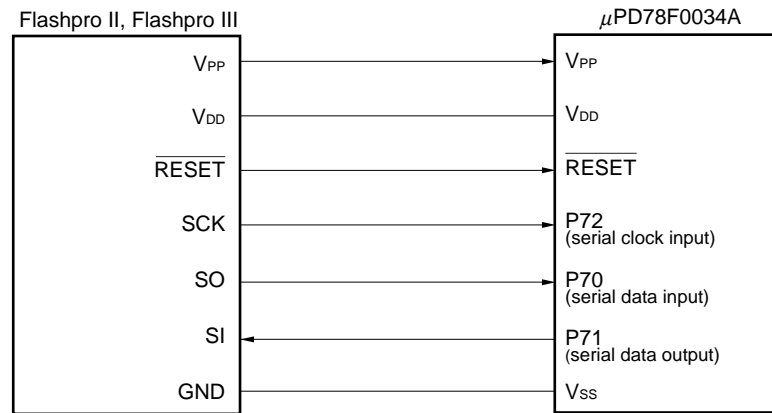 Flashpro II, Flashpro III
μPD78F0034A
VPP
VPP
VDD
VDD
RESET
RESET
SCK
P72
(serial clock input)
SO
P70
(serial data input)
SI
P71
(serial data output)
GND
VSS